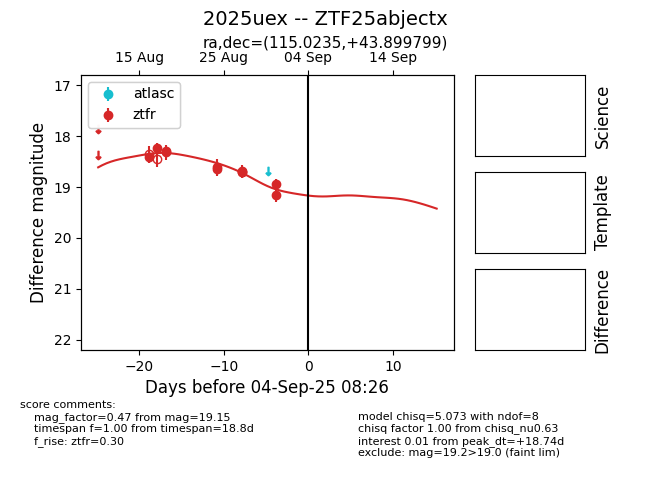 2025uex -- ZTF25abjectx
ra,dec=(115.0235,+43.899799)
15 Aug 25 Aug 04 Sep 14 Sep
atlasc
ztfr
17
18
19
20
21
22
Difference magnitude
−20 −10 0 10
Days before 04-Sep-25 08:26
Science
Template
Difference
score comments:
mag_factor=0.47 from mag=19.15
timespan f=1.00 from timespan=18.8d
f_rise: ztfr=0.30
model chisq=5.073 with ndof=8
chisq factor 1.00 from chisq_nu0.63
interest 0.01 from peak_dt=+18.74d
exclude: mag=19.2>19.0 (faint lim)